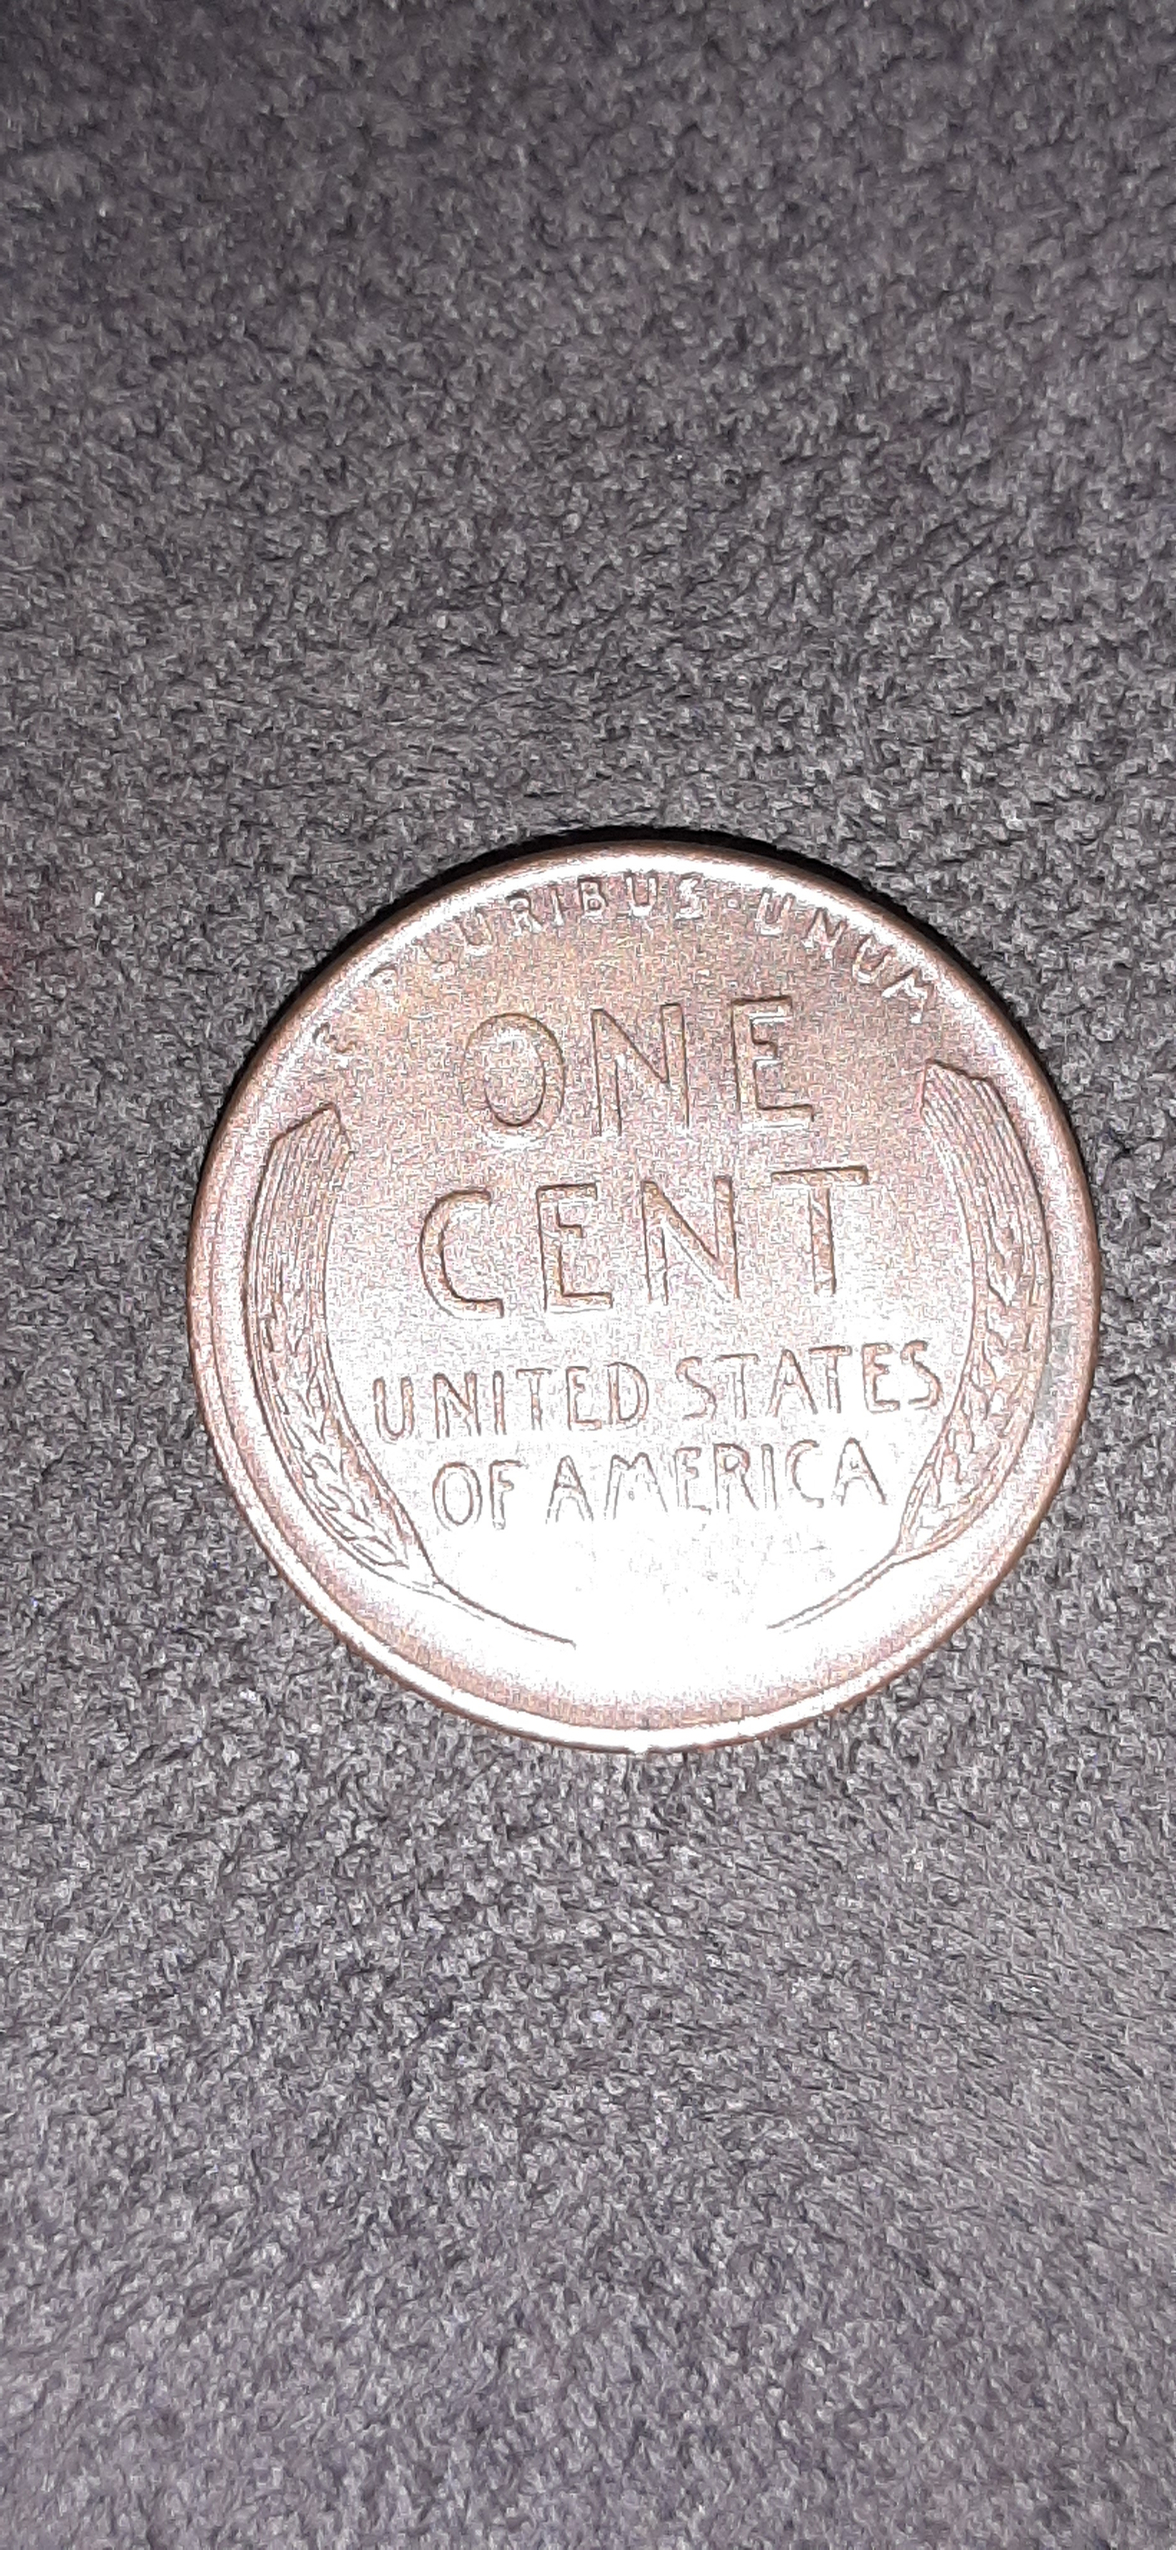 E PLURIBUS · UNUM
ONE
CENT
UNITED STATES
OF AMERICA